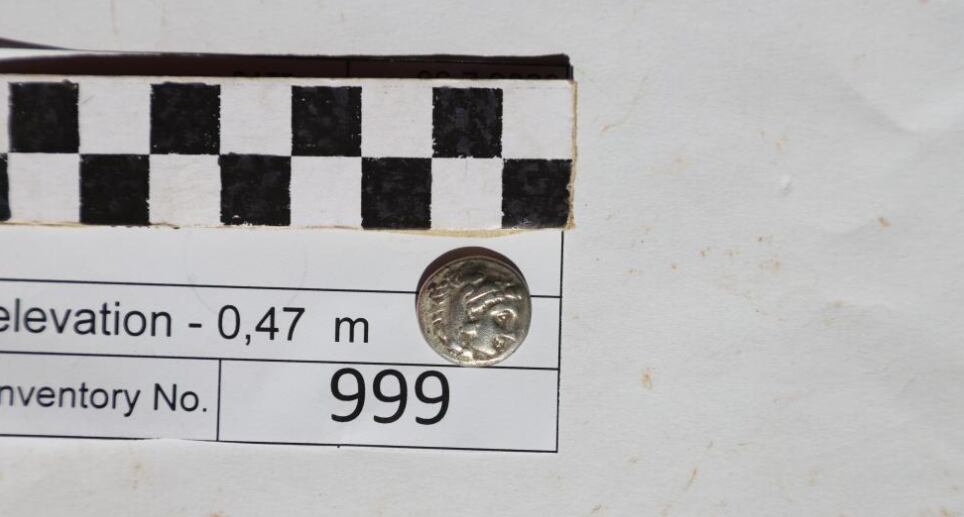 elevation - 0,47 m
nventory No. 999